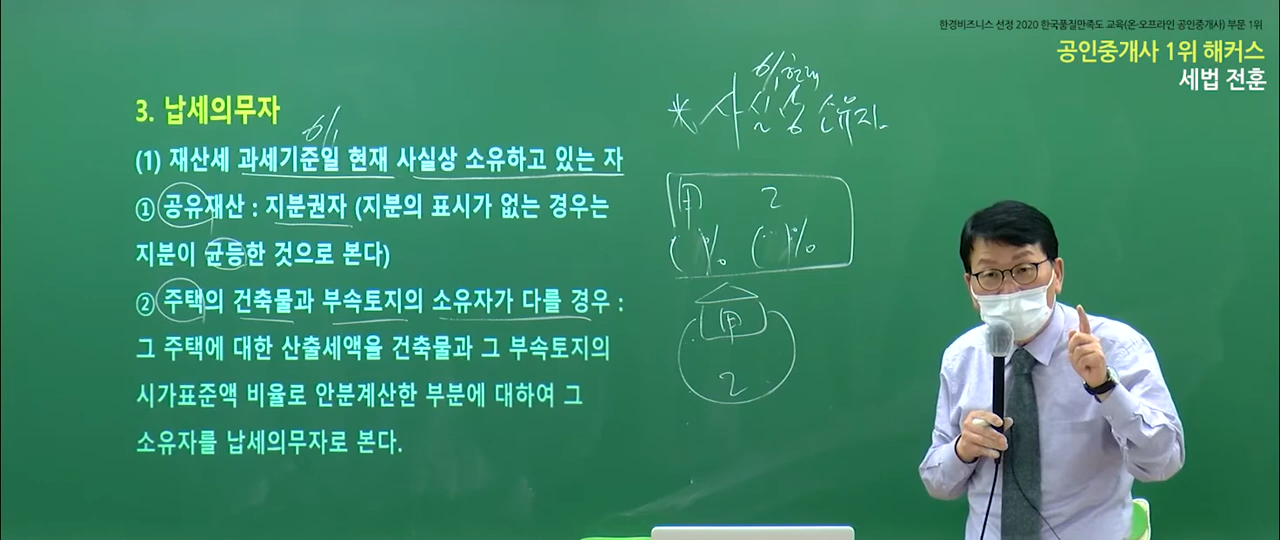 한경비즈니스 선정 2020 한국품질만족도 교육(온·오프라인 공인중개사) 부문 1위
공인중개사 1위 해커스
세법 전훈
3. 납세의무자
6/1
(1) 재산세 과세기준일 현재 사실상 소유하고 있는 자
① 공유재산 : 지분권자 (지분의 표시가 없는 경우는
지분이 균등한 것으로 본다)
② 주택의 건축물과 부속토지의 소유자가 다를 경우 :
그 주택에 대한 산출세액을 건축물과 그 부속토지의
시가표준액 비율로 안분계산한 부분에 대하여 그
소유자를 납세의무자로 본다.
6/1 현재
* 사실상 소유자
甲 乙
( )% ( )%
甲
乙